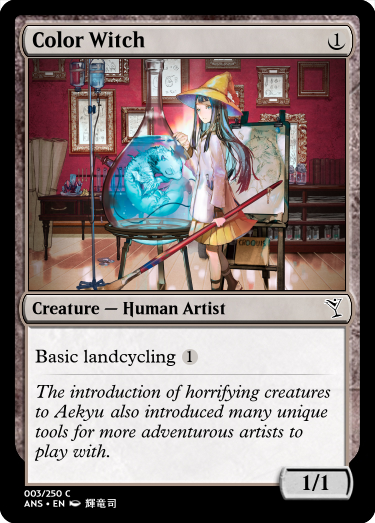 Color Witch 1
Creature — Human Artist
Basic landcycling 1
The introduction of horrifying creatures
to Aekyu also introduced many unique
tools for more adventurous artists to
play with.
1/1
003/250 C
ANS • EN 輝竜司